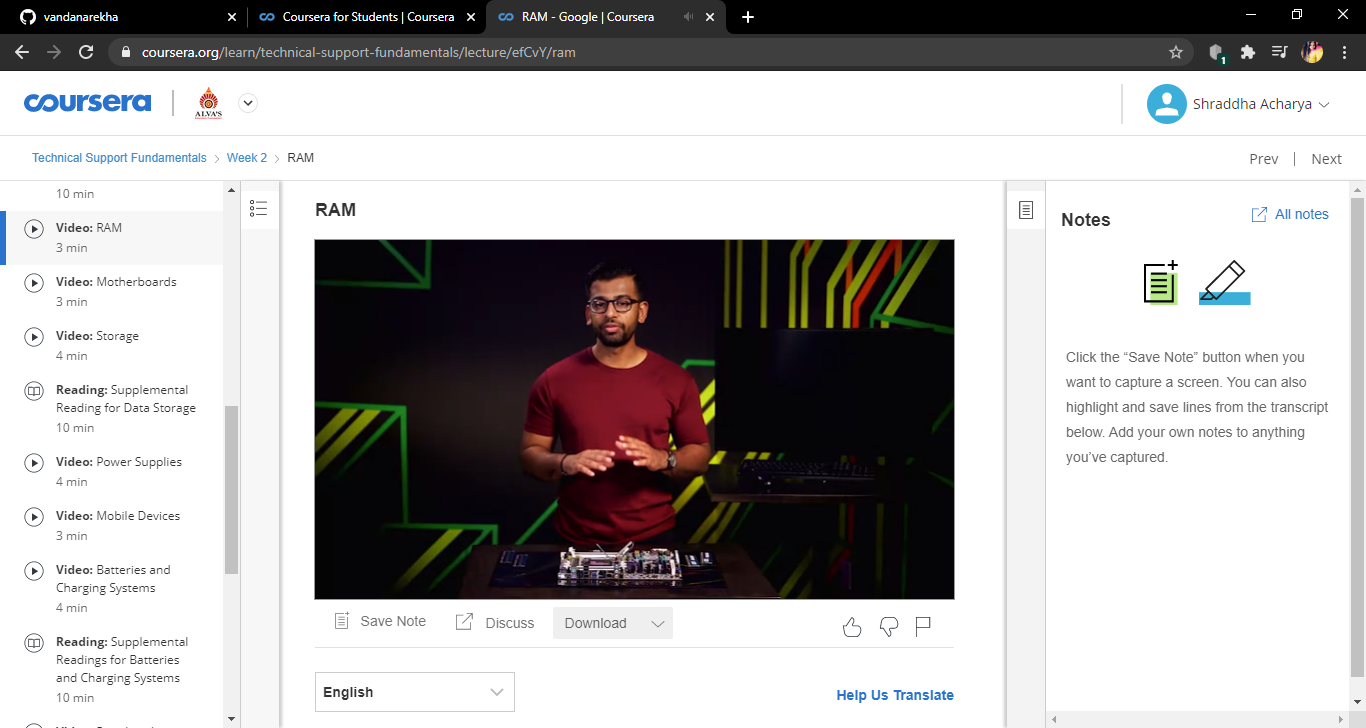 vandanarekha
Coursera for Students | Coursera
RAM - Google | Coursera
coursera.org/learn/technical-support-fundamentals/lecture/efCvY/ram
1
coursera
ALVA'S
Shraddha Acharya
Technical Support Fundamentals
Week 2
RAM
Prev | Next
10 min
Video: RAM
3 min
Video: Motherboards
3 min
Video: Storage
4 min
Reading: Supplemental
Reading for Data Storage
10 min
Video: Power Supplies
4 min
Video: Mobile Devices
3 min
Video: Batteries and
Charging Systems
4 min
Reading: Supplemental
Readings for Batteries
and Charging Systems
10 min
RAM
Save Note
Discuss
Download
English
Help Us Translate
Notes
All notes
Click the “Save Note” button when you
want to capture a screen. You can also
highlight and save lines from the transcript
below. Add your own notes to anything
you’ve captured.